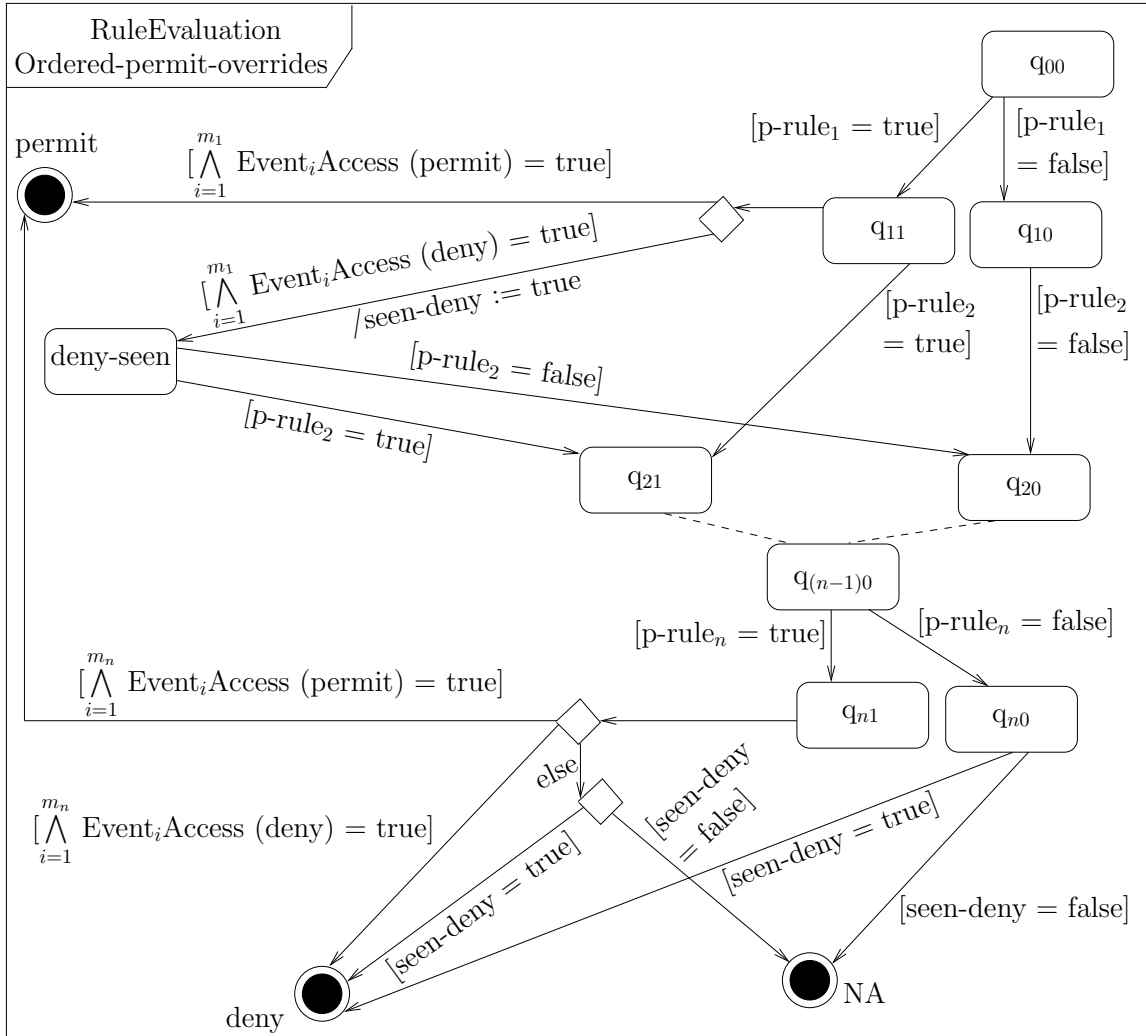 RuleEvaluation
Ordered-permit-overrides
q₀₀
permit
[p-rule₁ = true]
[p-rule₁
= false]
[⋀ᵢ₌₁^{m₁} EventᵢAccess (permit) = true]
q₁₁
q₁₀
[⋀ᵢ₌₁^{m₁} EventᵢAccess (deny) = true]
/seen-deny := true
[p-rule₂
= true]
[p-rule₂
= false]
deny-seen
[p-rule₂ = false]
[p-rule₂ = true]
q₂₁
q₂₀
q₍ₙ₋₁₎₀
[p-ruleₙ = true]
[p-ruleₙ = false]
[⋀ᵢ₌₁^{mₙ} EventᵢAccess (permit) = true]
qₙ₁
qₙ₀
else
[⋀ᵢ₌₁^{mₙ} EventᵢAccess (deny) = true]
[seen-deny
= false]
[seen-deny = true]
[seen-deny = true]
[seen-deny = false]
deny
NA